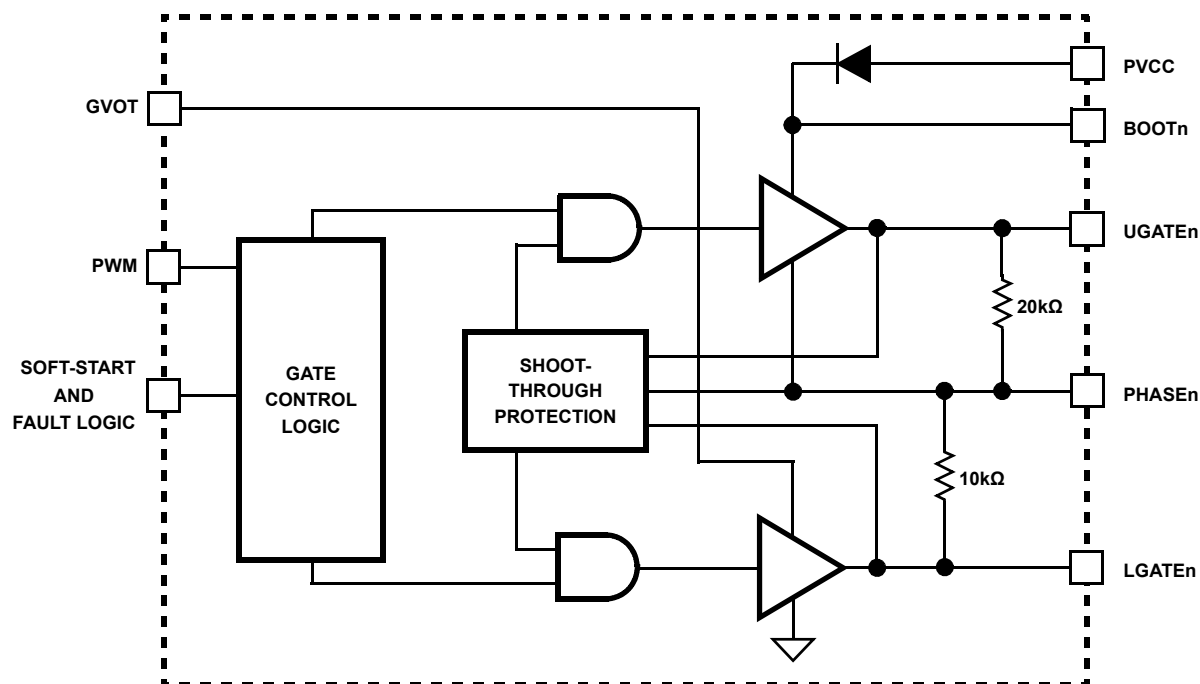 GVOT
PWM
SOFT-START
AND
FAULT LOGIC
GATE
CONTROL
LOGIC
SHOOT-
THROUGH
PROTECTION
PVCC
BOOTn
UGATEn
20kΩ
PHASEn
10kΩ
LGATEn